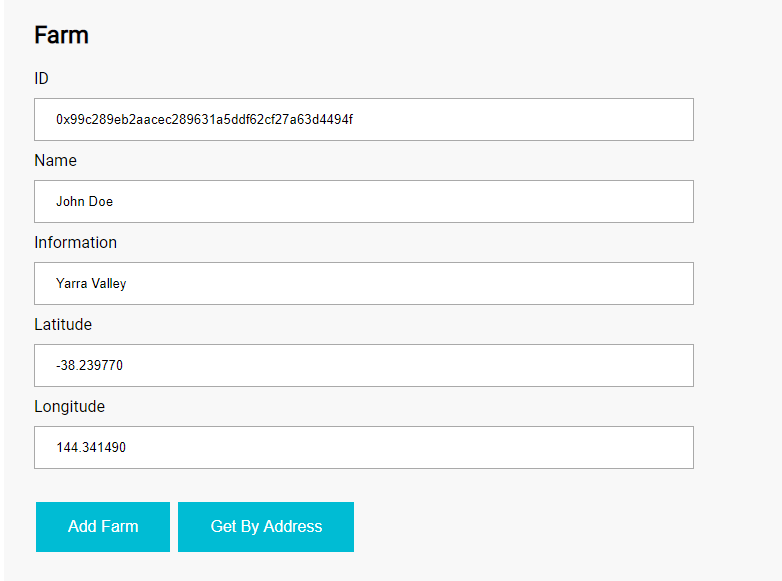 Farm
ID
0x99c289eb2aacec289631a5ddf62cf27a63d4494f
Name
John Doe
Information
Yarra Valley
Latitude
-38.239770
Longitude
144.341490
Add Farm Get By Address